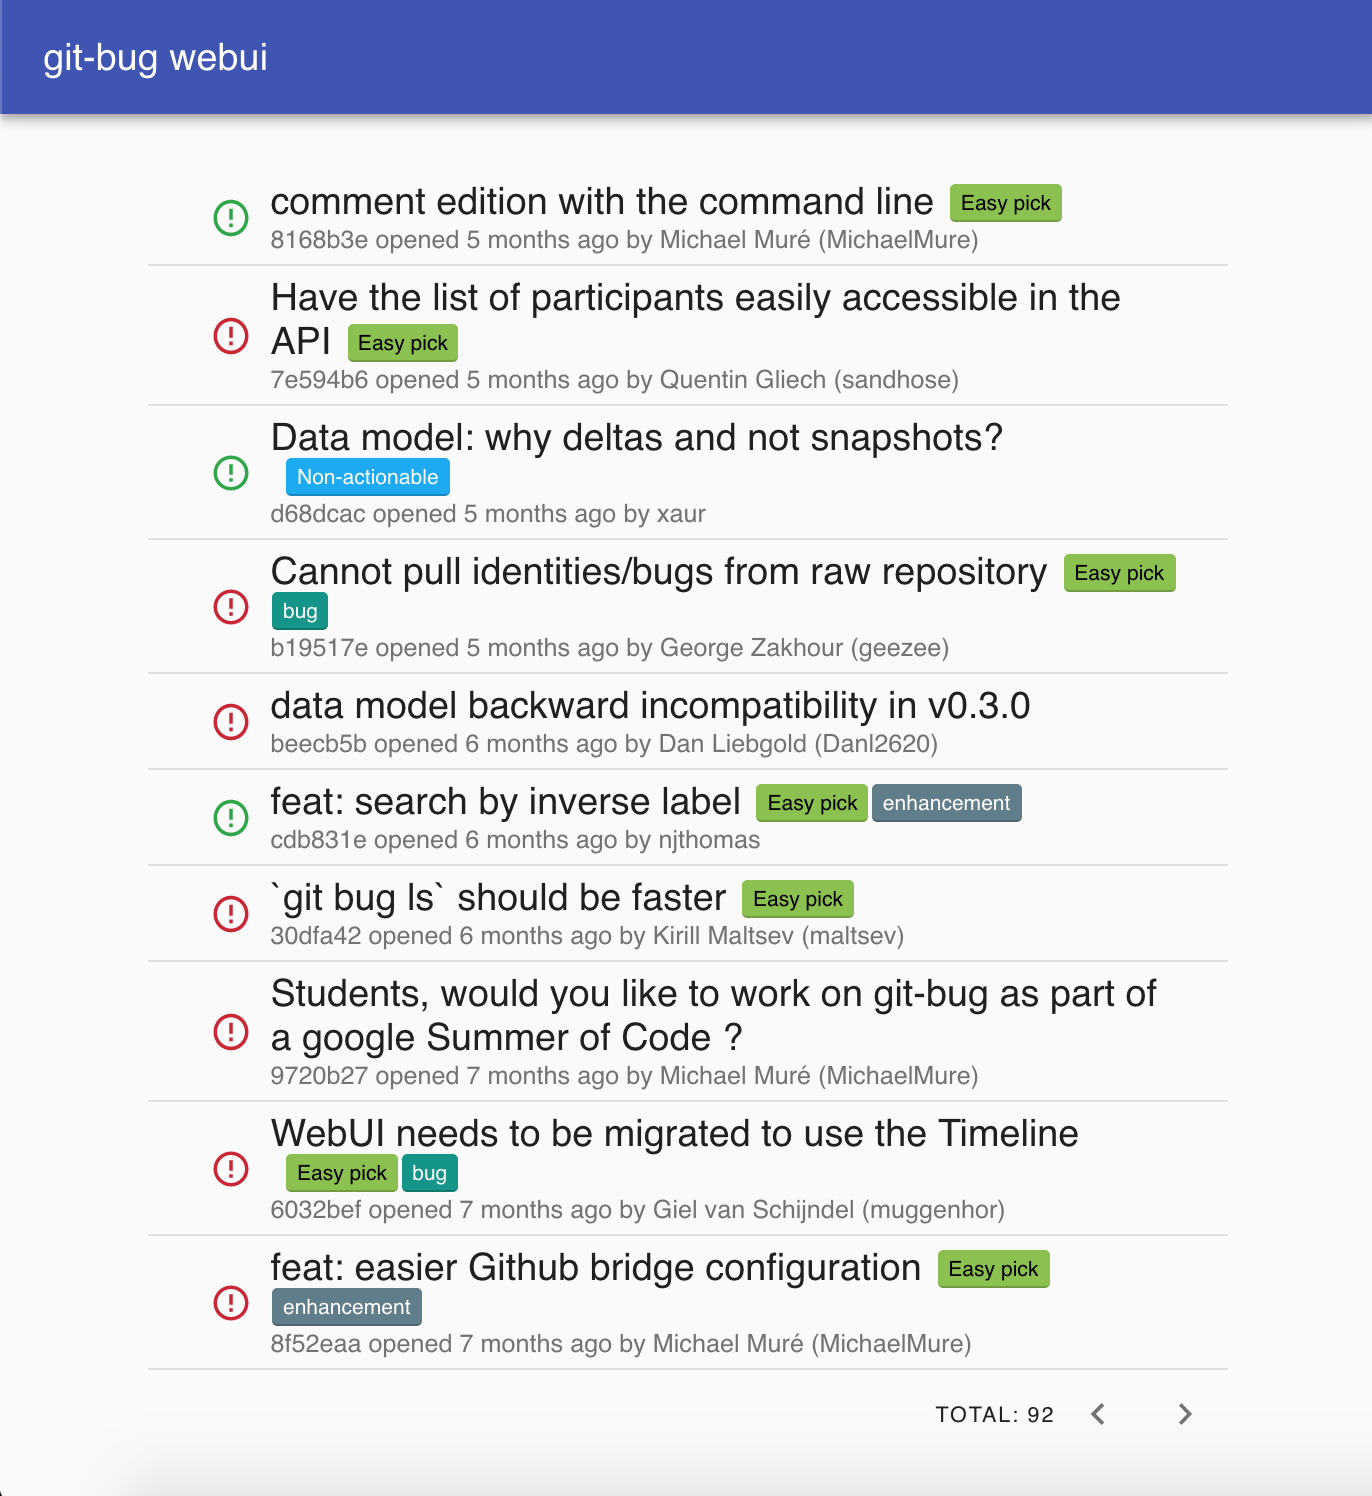 git-bug webui
comment edition with the command line Easy pick
8168b3e opened 5 months ago by Michael Muré (MichaelMure)
Have the list of participants easily accessible in the
API Easy pick
7e594b6 opened 5 months ago by Quentin Gliech (sandhose)
Data model: why deltas and not snapshots?
Non-actionable
d68dcac opened 5 months ago by xaur
Cannot pull identities/bugs from raw repository Easy pick
bug
b19517e opened 5 months ago by George Zakhour (geezee)
data model backward incompatibility in v0.3.0
beecb5b opened 6 months ago by Dan Liebgold (Danl2620)
feat: search by inverse label Easy pick enhancement
cdb831e opened 6 months ago by njthomas
`git bug ls` should be faster Easy pick
30dfa42 opened 6 months ago by Kirill Maltsev (maltsev)
Students, would you like to work on git-bug as part of
a google Summer of Code ?
9720b27 opened 7 months ago by Michael Muré (MichaelMure)
WebUI needs to be migrated to use the Timeline
Easy pick bug
6032bef opened 7 months ago by Giel van Schijndel (muggenhor)
feat: easier Github bridge configuration Easy pick
enhancement
8f52eaa opened 7 months ago by Michael Muré (MichaelMure)
TOTAL: 92